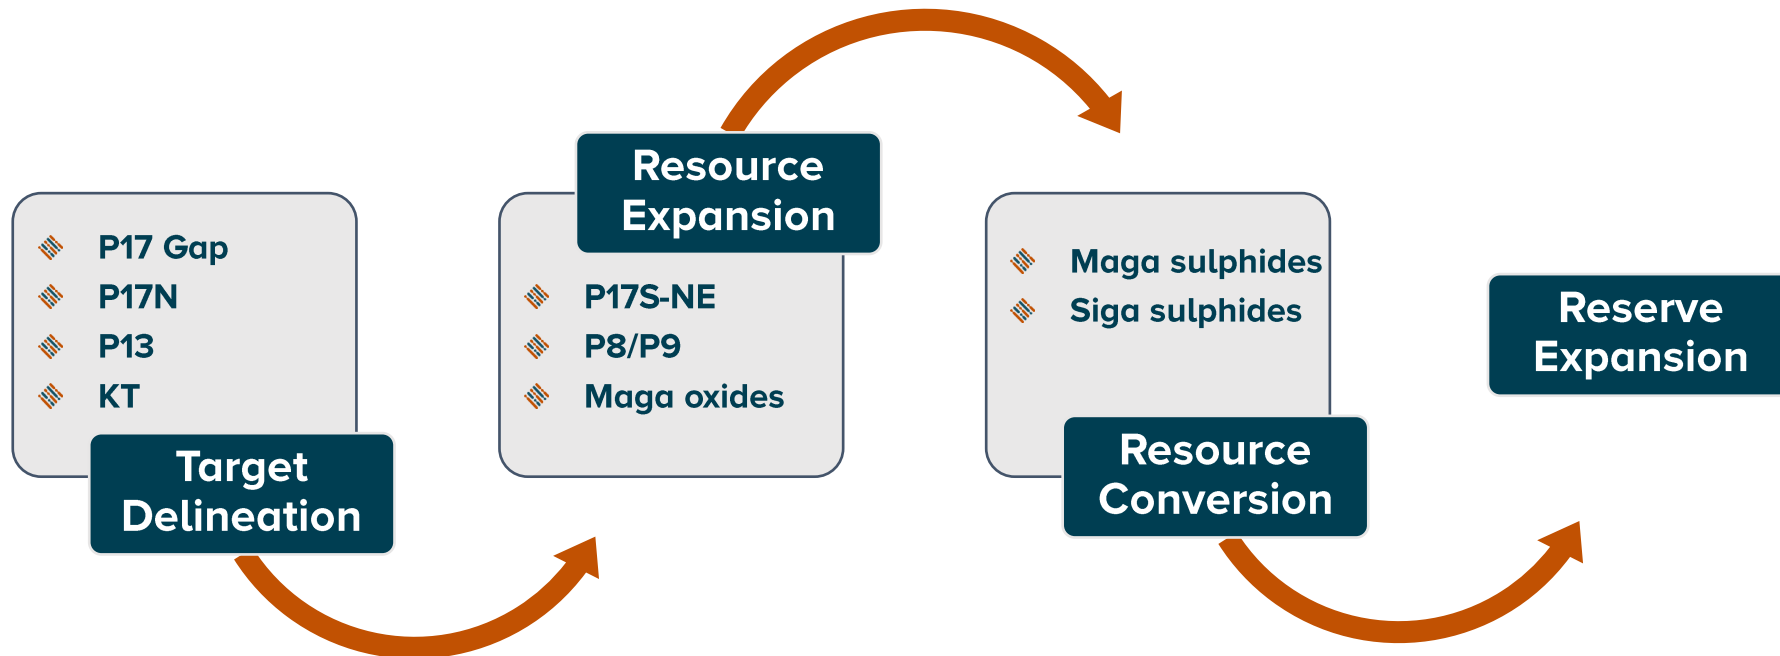 P17 Gap
P17N
P13
KT
Target
Delineation
Resource
Expansion
P17S-NE
P8/P9
Maga oxides
Maga sulphides
Siga sulphides
Resource
Conversion
Reserve
Expansion